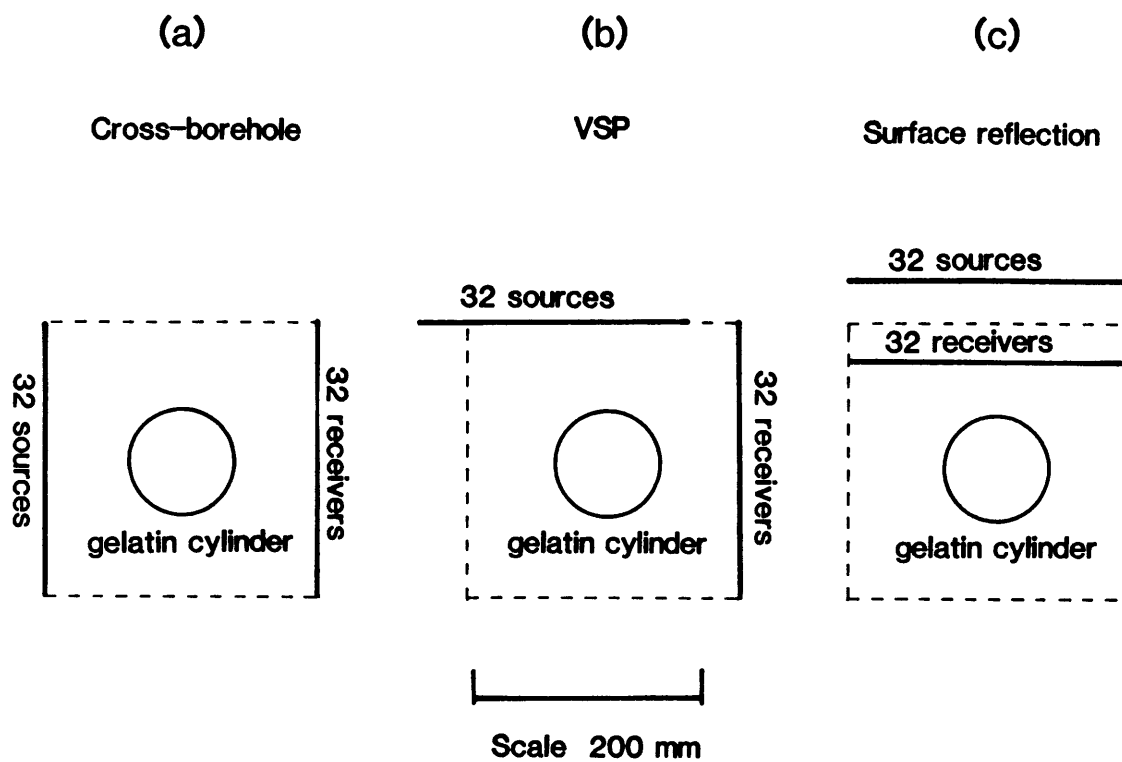 (a)
Cross-borehole
32 sources
32 receivers
gelatin cylinder
(b)
VSP
32 sources
32 receivers
gelatin cylinder
Scale 200 mm
(c)
Surface reflection
32 sources
32 receivers
gelatin cylinder